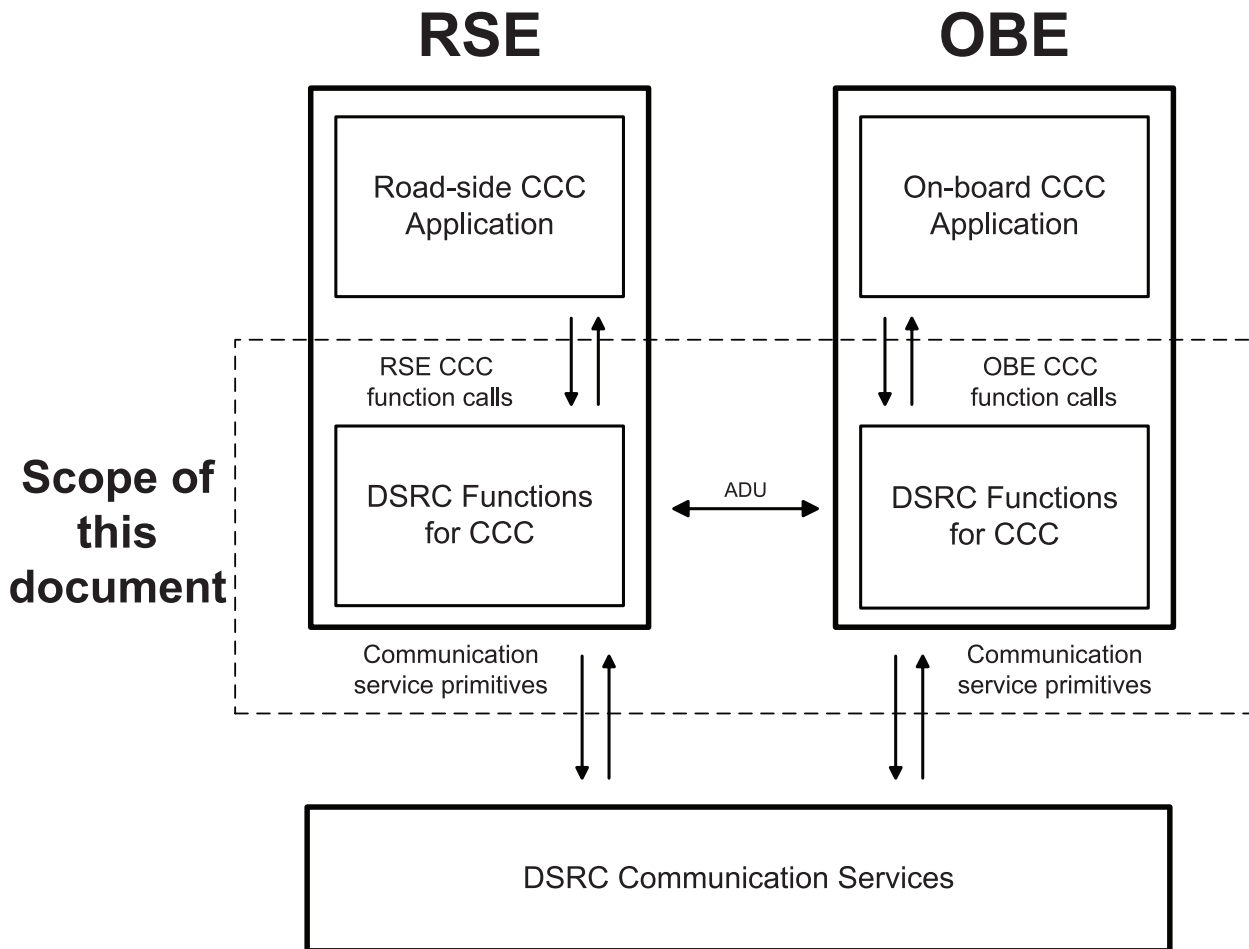 RSE
OBE
Road-side CCC
Application
On-board CCC
Application
RSE CCC
function calls
OBE CCC
function calls
Scope of
this
document
DSRC Functions
for CCC
ADU
DSRC Functions
for CCC
Communication
service primitives
Communication
service primitives
DSRC Communication Services